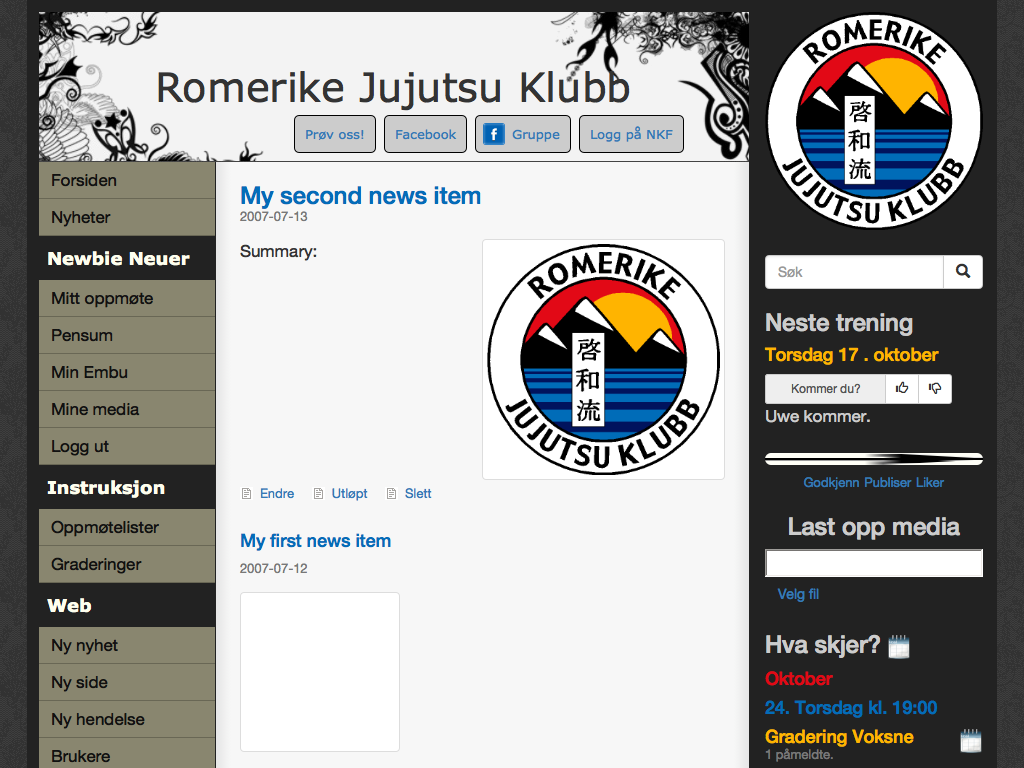 Romerike Jujutsu Klubb
Prøv oss!
Facebook
Gruppe
Logg på NKF
Forsiden
Nyheter
Newbie Neuer
Mitt oppmøte
Pensum
Min Embu
Mine media
Logg ut
Instruksjon
Oppmøtelister
Graderinger
Web
Ny nyhet
Ny side
Ny hendelse
Brukere
My second news item
2007-07-13
Summary:
ROMERIKE
啓和流
JUJUTSU KLUBB
Endre
Utløpt
Slett
My first news item
2007-07-12
ROMERIKE
啓和流
JUJUTSU KLUBB
Søk
Neste trening
Torsdag 17 . oktober
Kommer du?
Uwe kommer.
Godkjenn Publiser Liker
Last opp media
Velg fil
Hva skjer?
Oktober
24. Torsdag kl. 19:00
Gradering Voksne
1 påmeldte.